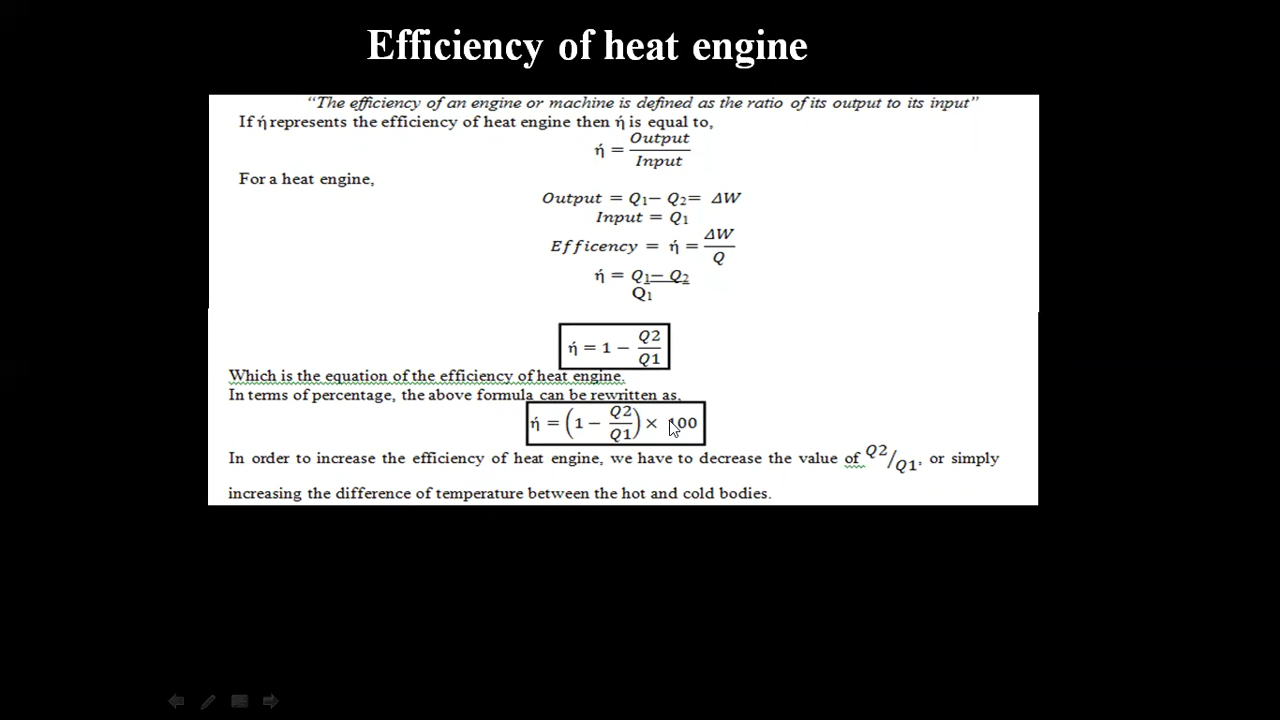 Efficiency of heat engine
“The efficiency of an engine or machine is defined as the ratio of its output to its input”
If ή represents the efficiency of heat engine then ή is equal to,
ή = Output / Input
For a heat engine,
Output = Q1− Q2= ΔW
Input = Q1
Efficency = ή = ΔW / Q
ή = Q1− Q2
Q1
ή = 1 − Q2 / Q1
Which is the equation of the efficiency of heat engine.
In terms of percentage, the above formula can be rewritten as,
ή = (1 − Q2 / Q1) × 100
In order to increase the efficiency of heat engine, we have to decrease the value of Q2/Q1, or simply
increasing the difference of temperature between the hot and cold bodies.